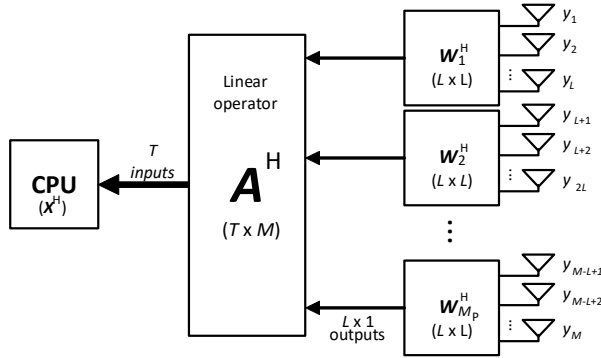 CPU
(X^H)
T
inputs
Linear
operator
A^H
(T x M)
W_1^H
(L x L)
y_1
y_2
...
y_L
W_2^H
(L x L)
y_{L+1}
y_{L+2}
...
y_{2L}
...
L x 1
outputs
W_{M_P}^H
(L x L)
y_{M-L+1}
y_{M-L+2}
...
y_M